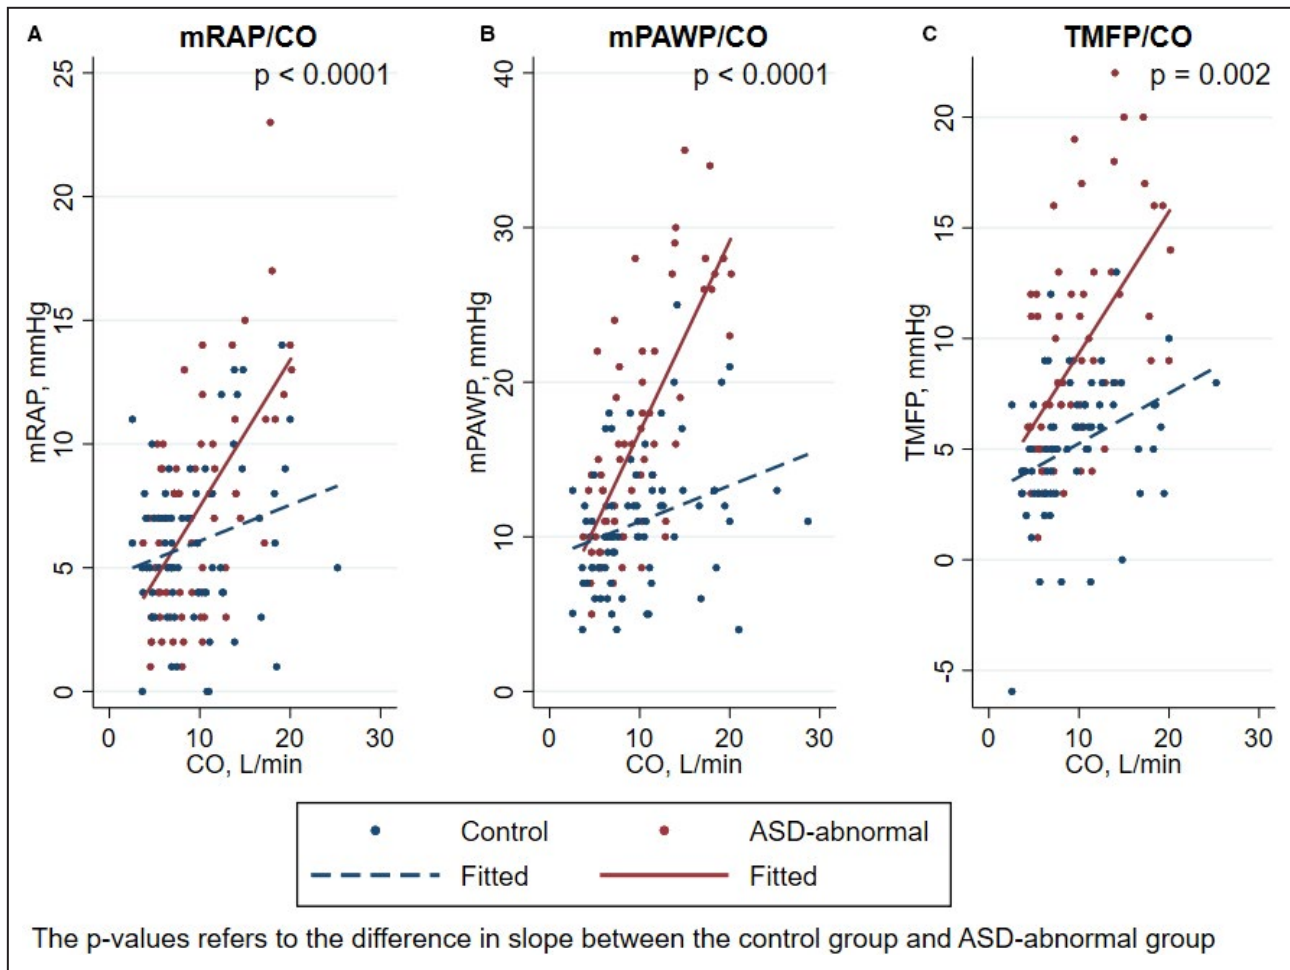 A
mRAP/CO
p < 0.0001
mRAP, mmHg
25
20
15
10
5
0
0 10 20 30
CO, L/min
B
mPAWP/CO
p < 0.0001
mPAWP, mmHg
40
30
20
10
0
0 10 20 30
CO, L/min
C
TMFP/CO
p = 0.002
TMFP, mmHg
20
15
10
5
0
-5
0 10 20 30
CO, L/min
Control ASD-abnormal
Fitted Fitted
The p-values refers to the difference in slope between the control group and ASD-abnormal group